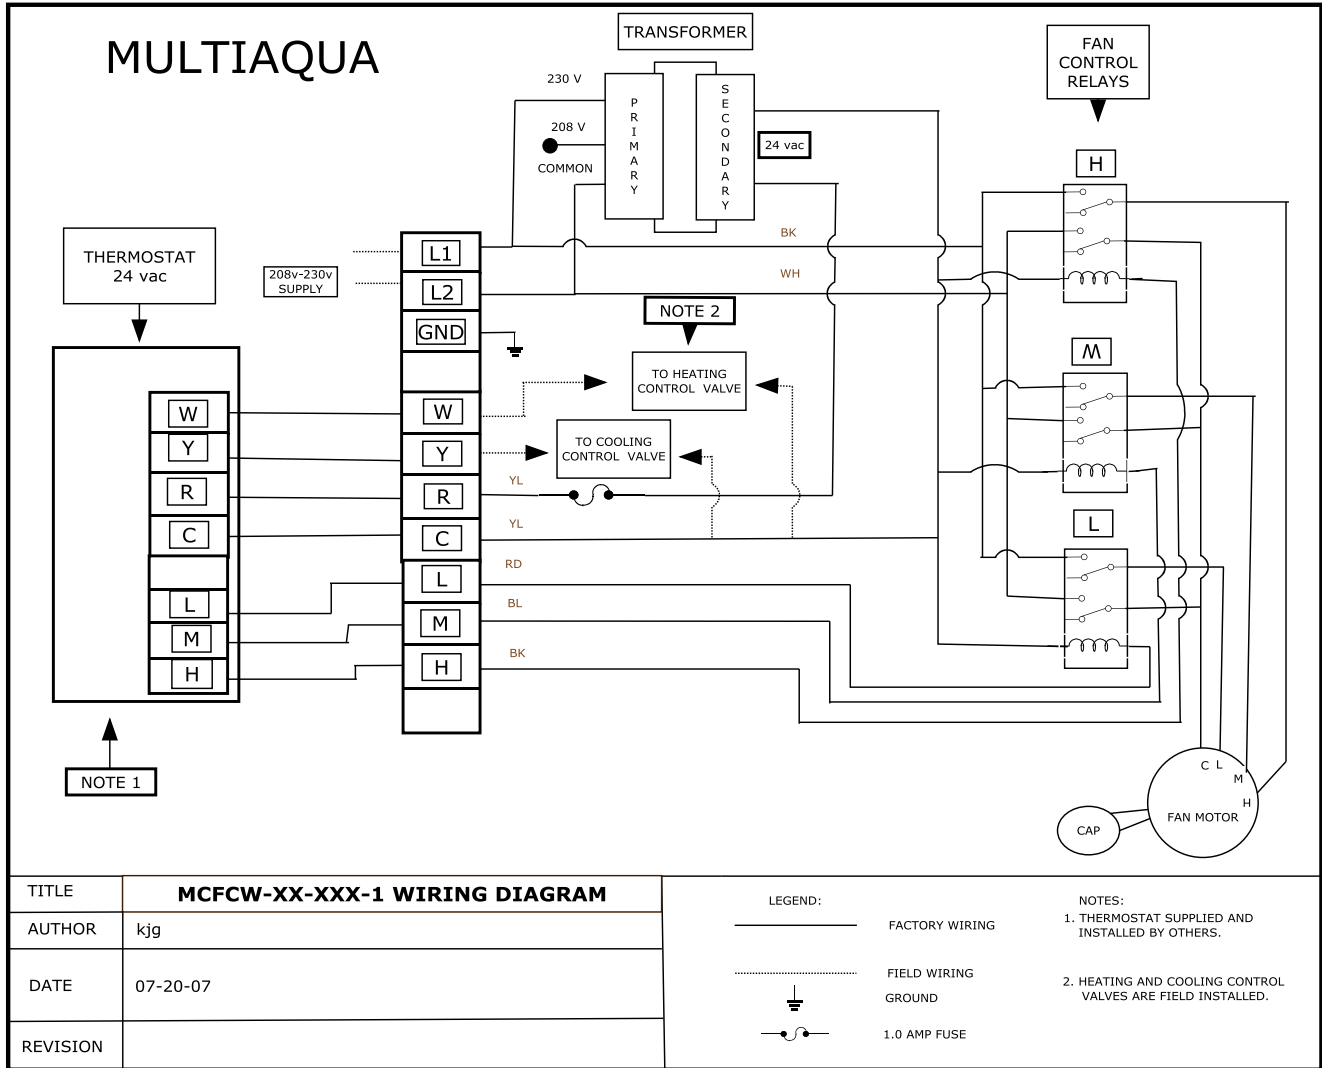 MULTIAQUA
TRANSFORMER
FAN
CONTROL
RELAYS
230 V
208 V
COMMON
PRIMARY
SECONDARY
24 vac
H
THERMOSTAT
24 vac
208v-230v
SUPPLY
L1
L2
GND
W
Y
R
C
L
M
H
BK
WH
NOTE 2
TO HEATING
CONTROL VALVE
TO COOLING
CONTROL VALVE
M
L
W
Y
R
C
L
M
H
YL
YL
RD
BL
BK
NOTE 1
C L
M
H
FAN MOTOR
CAP
TITLE
MCFCW-XX-XXX-1 WIRING DIAGRAM
AUTHOR
kjg
DATE
07-20-07
REVISION
LEGEND:
FACTORY WIRING
FIELD WIRING
GROUND
1.0 AMP FUSE
NOTES:
1. THERMOSTAT SUPPLIED AND
INSTALLED BY OTHERS.
2. HEATING AND COOLING CONTROL
VALVES ARE FIELD INSTALLED.